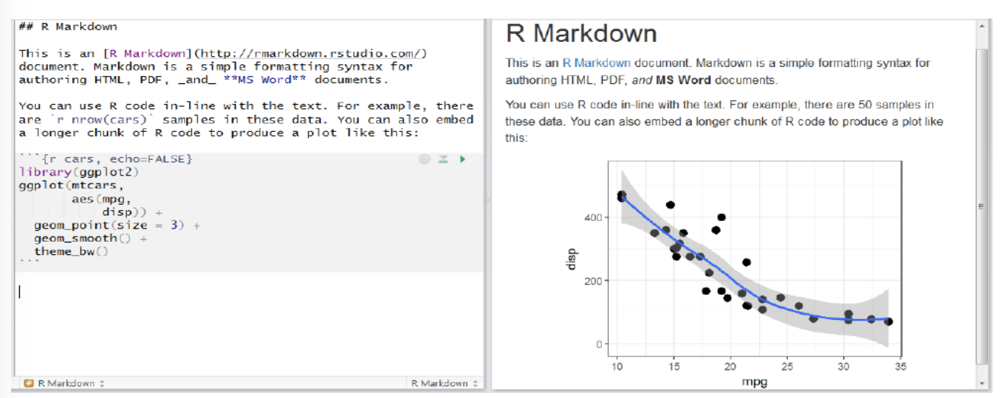 ## R Markdown
This is an [R Markdown](http://rmarkdown.rstudio.com/)
document. Markdown is a simple formatting syntax for
authoring HTML, PDF, _and_ **MS Word** documents.
You can use R code in-line with the text. For example, there
are `r nrow(cars)` samples in these data. You can also embed
a longer chunk of R code to produce a plot like this:
```{r cars, echo=FALSE}
library(ggplot2)
ggplot(mtcars,
       aes(mpg,
           disp)) +
  geom_point(size = 3) +
  geom_smooth() +
  theme_bw()
```
R Markdown
R Markdown
R Markdown
This is an R Markdown document. Markdown is a simple formatting syntax for
authoring HTML, PDF, and MS Word documents.
You can use R code in-line with the text. For example, there are 50 samples in
these data. You can also embed a longer chunk of R code to produce a plot like
this:
400
disp
200
0
10 15 20 25 30 35
mpg